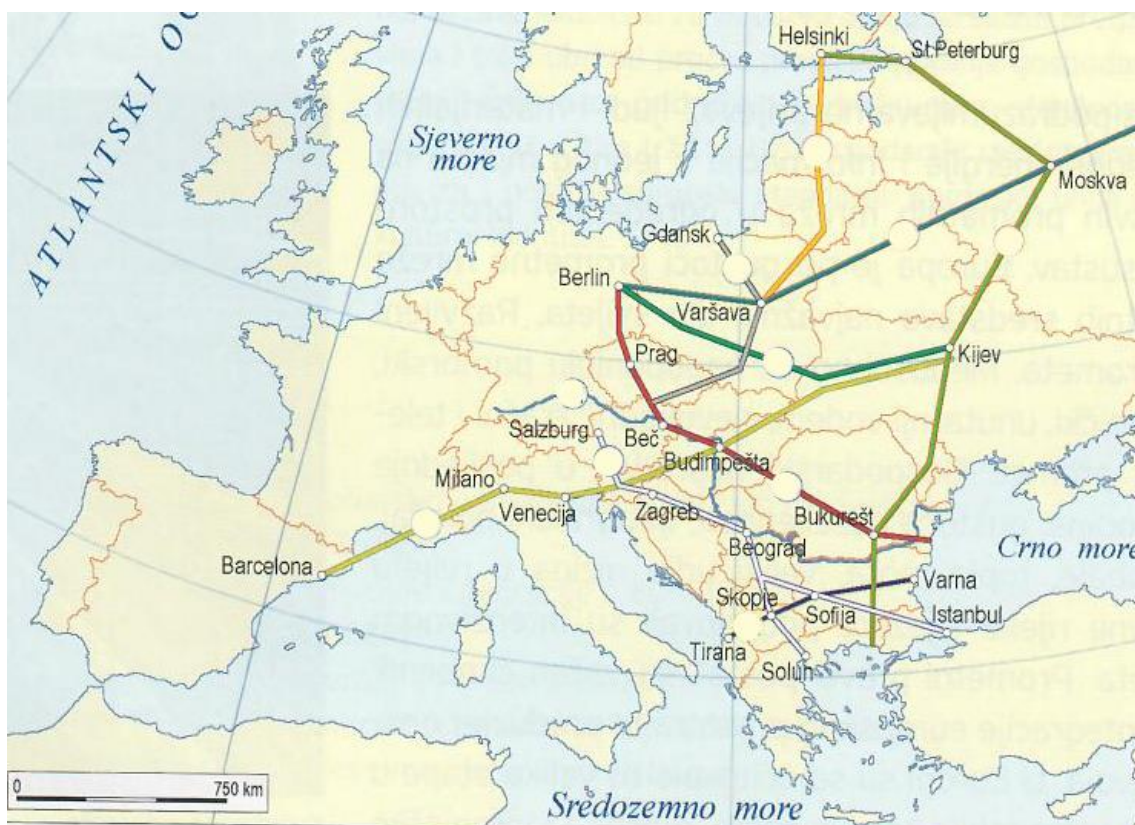 ATLANTSKI OC
Sjeverno
more
Helsinki
St.Peterburg
Moskva
Gdansk
Berlin
Varšava
Prag
Kijev
Salzburg
Beč
Budimpešta
Milano
Venecija
Zagreb
Bukurešt
Beograd
Crno more
Barcelona
Varna
Skopje
Sofija
Istanbul
Tirana
Solun
0
750 km
Sredozemno more